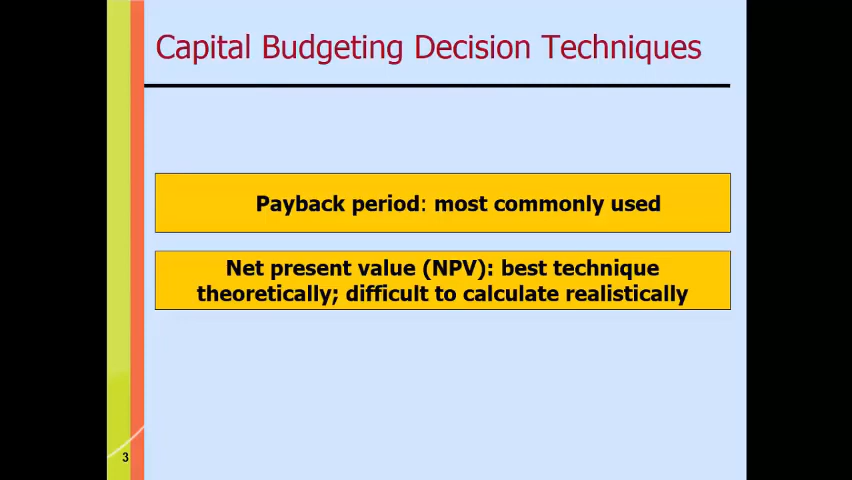 Capital Budgeting Decision Techniques
Payback period: most commonly used
Net present value (NPV): best technique
theoretically; difficult to calculate realistically
3